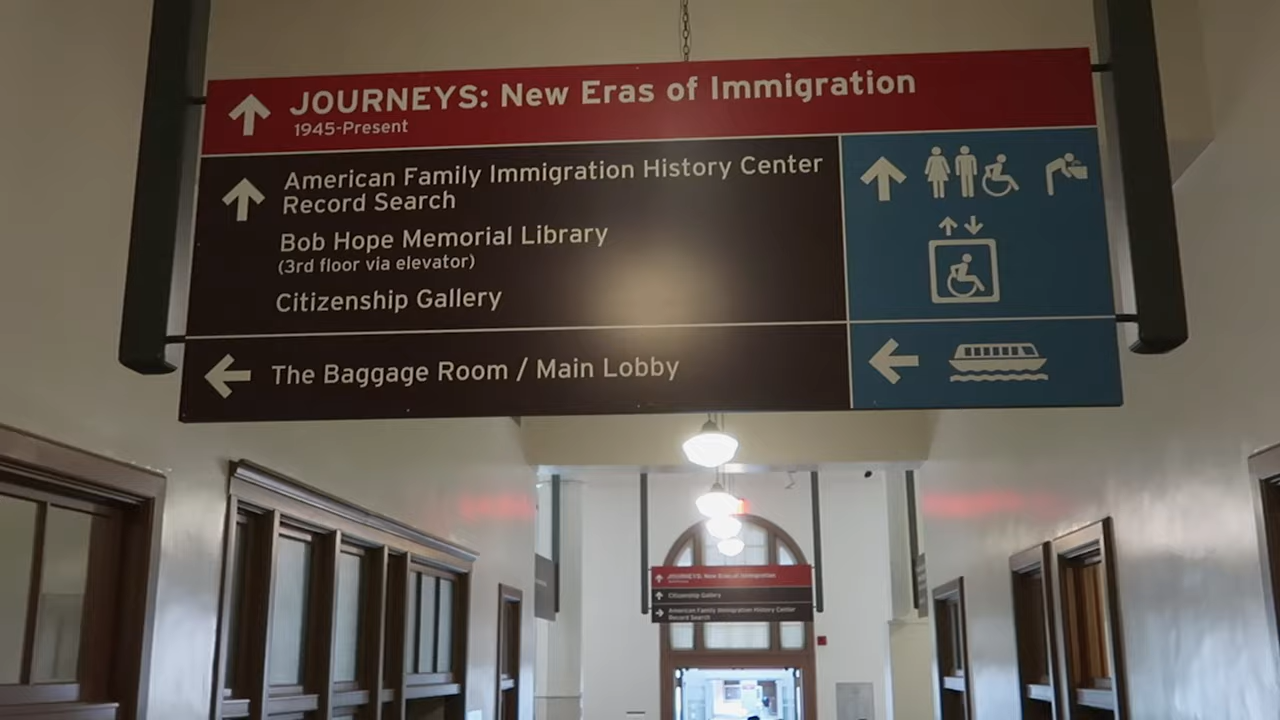 JOURNEYS: New Eras of Immigration
1945-Present
American Family Immigration History Center
Record Search
Bob Hope Memorial Library
(3rd floor via elevator)
Citizenship Gallery
The Baggage Room / Main Lobby
JOURNEYS: New Eras of Immigration
Citizenship Gallery
American Family Immigration History Center
Record Search